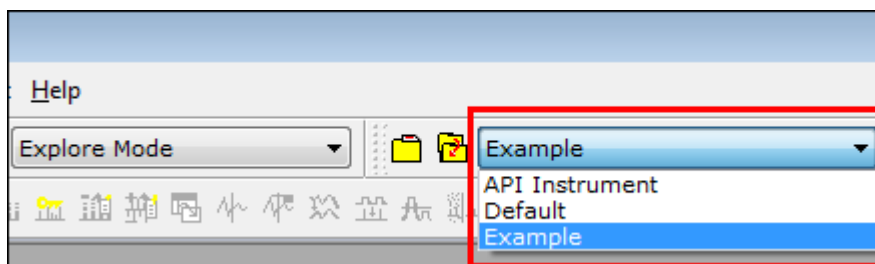 Help
Explore Mode
Example
API Instrument
Default
Example